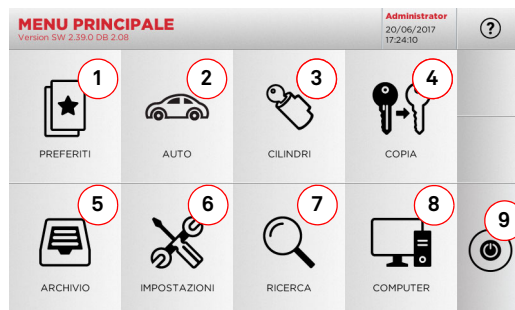 MENU PRINCIPALE
Version SW 2.39.0 DB 2.08
Administrator
20/06/2017
17:24:10
?
1
2
3
4
PREFERITI
AUTO
CILINDRI
COPIA
5
6
7
8
9
ARCHIVIO
IMPOSTAZIONI
RICERCA
COMPUTER